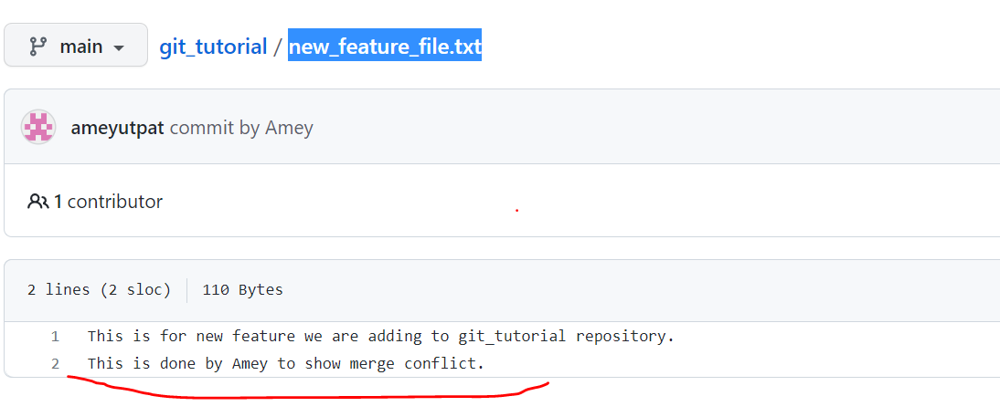 main
git_tutorial / new_feature_file.txt
ameyutpat commit by Amey
1 contributor
2 lines (2 sloc) 110 Bytes
1 This is for new feature we are adding to git_tutorial repository.
2 This is done by Amey to show merge conflict.